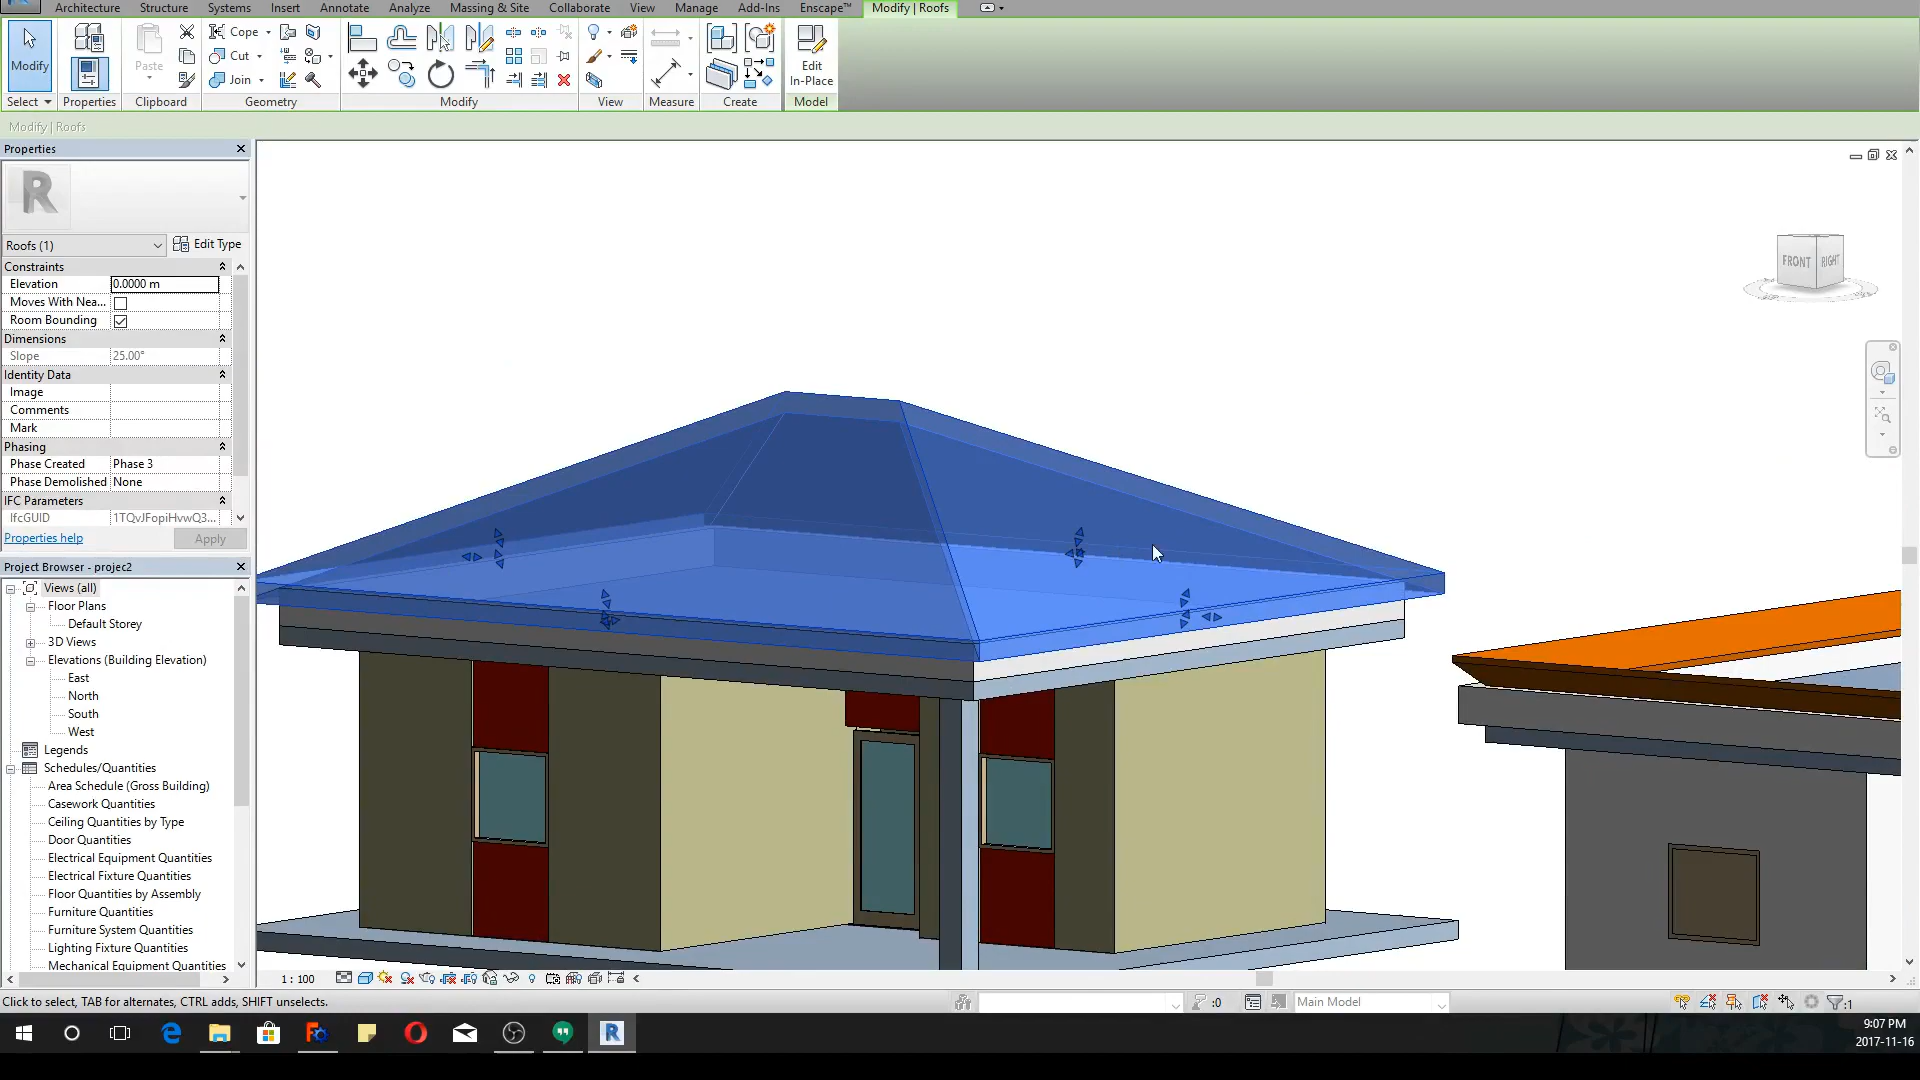 Architecture Structure Systems Insert Annotate Analyze Massing & Site Collaborate View Manage Add-Ins Enscape™ Modify | Roofs
Modify
Paste
Cope
Cut
Join
Edit
In-Place
Select Properties Clipboard Geometry Modify View Measure Create Model
Modify | Roofs
Properties
R
Roofs (1) Edit Type
Constraints
Elevation 0.0000 m
Moves With Nea...
Room Bounding
Dimensions
Slope 25.00°
Identity Data
Image
Comments
Mark
Phasing
Phase Created Phase 3
Phase Demolished None
IFC Parameters
IfcGUID 1TQvJFopiHvwQ3...
Properties help Apply
Project Browser - projec2
Views (all)
Floor Plans
Default Storey
3D Views
Elevations (Building Elevation)
East
North
South
West
Legends
Schedules/Quantities
Area Schedule (Gross Building)
Casework Quantities
Ceiling Quantities by Type
Door Quantities
Electrical Equipment Quantities
Electrical Fixture Quantities
Floor Quantities by Assembly
Furniture Quantities
Furniture System Quantities
Lighting Fixture Quantities
Mechanical Equipment Quantities
FRONT RIGHT
1 : 100
Click to select, TAB for alternates, CTRL adds, SHIFT unselects.
:0
Main Model
:1
R
9:07 PM
2017-11-16